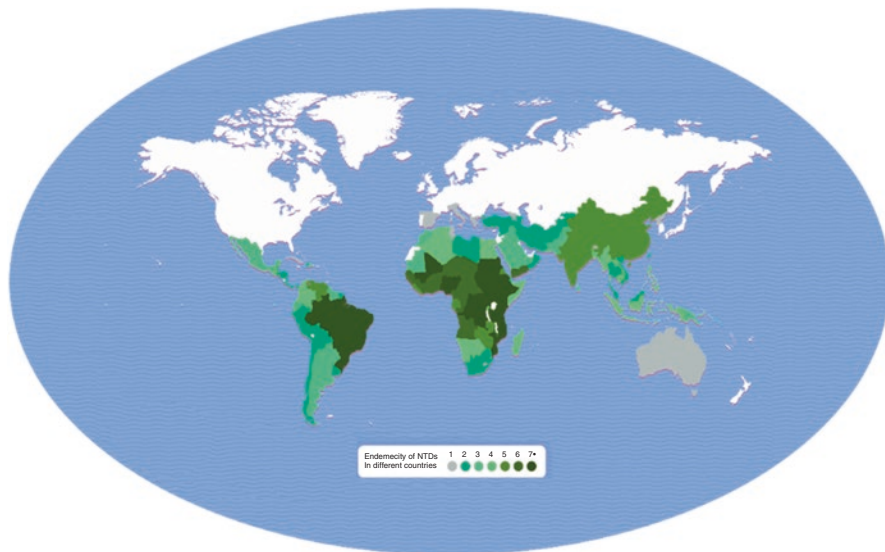 Endemecity of NTDs 1 2 3 4 5 6 7•
In different countries